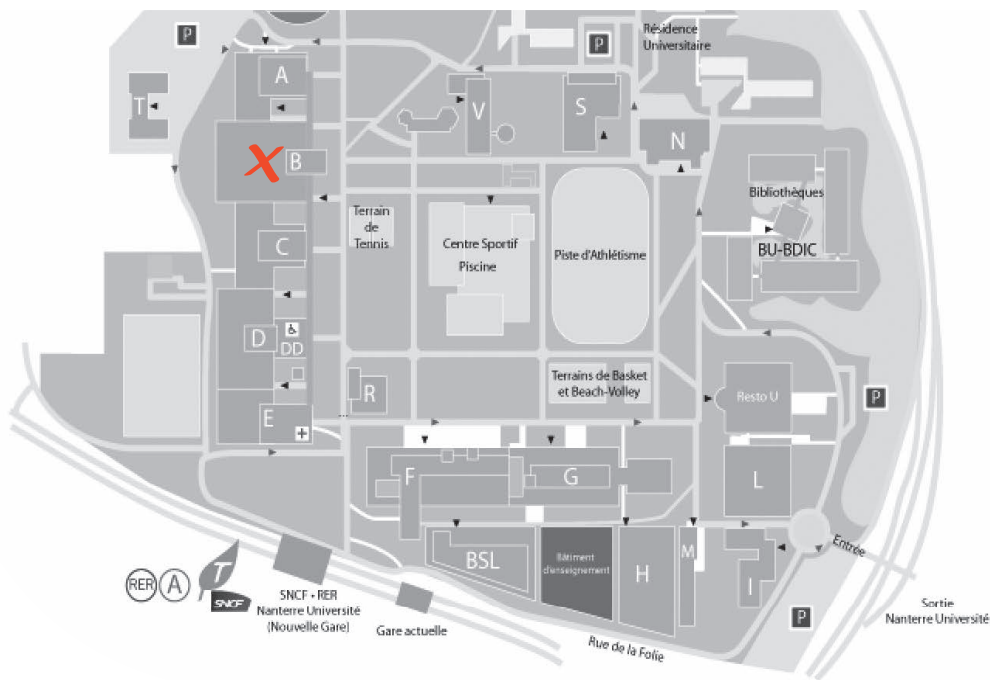 P
P
Résidence
Universitaire
A
T
V
S
N
X
B
Bibliothèques
Terrain
de
Tennis
C
Centre Sportif
Piscine
Piste d'Athlétisme
BU-BDIC
D
DD
R
Terrains de Basket
et Beach-Volley
Resto U
P
E
F
G
L
BSL
Bâtiment
d'enseignement
H
M
I
Entrée
RER
A
T
SNCF
SNCF • RER
Nanterre Université
(Nouvelle Gare)
Gare actuelle
Rue de la Folie
P
Sortie
Nanterre Université